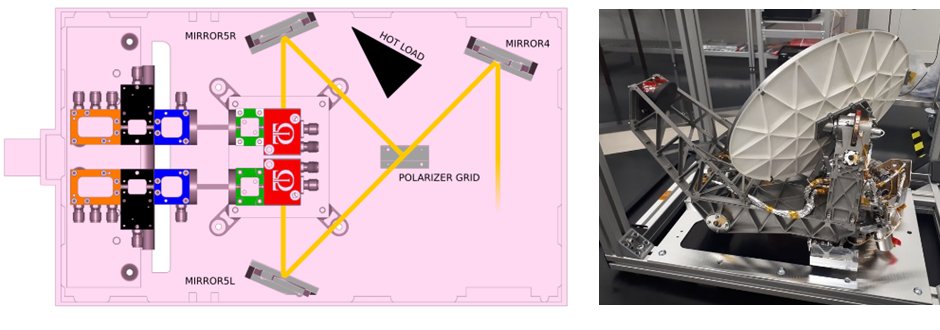 MIRROR5R
HOT LOAD
MIRROR4
POLARIZER GRID
MIRROR5L